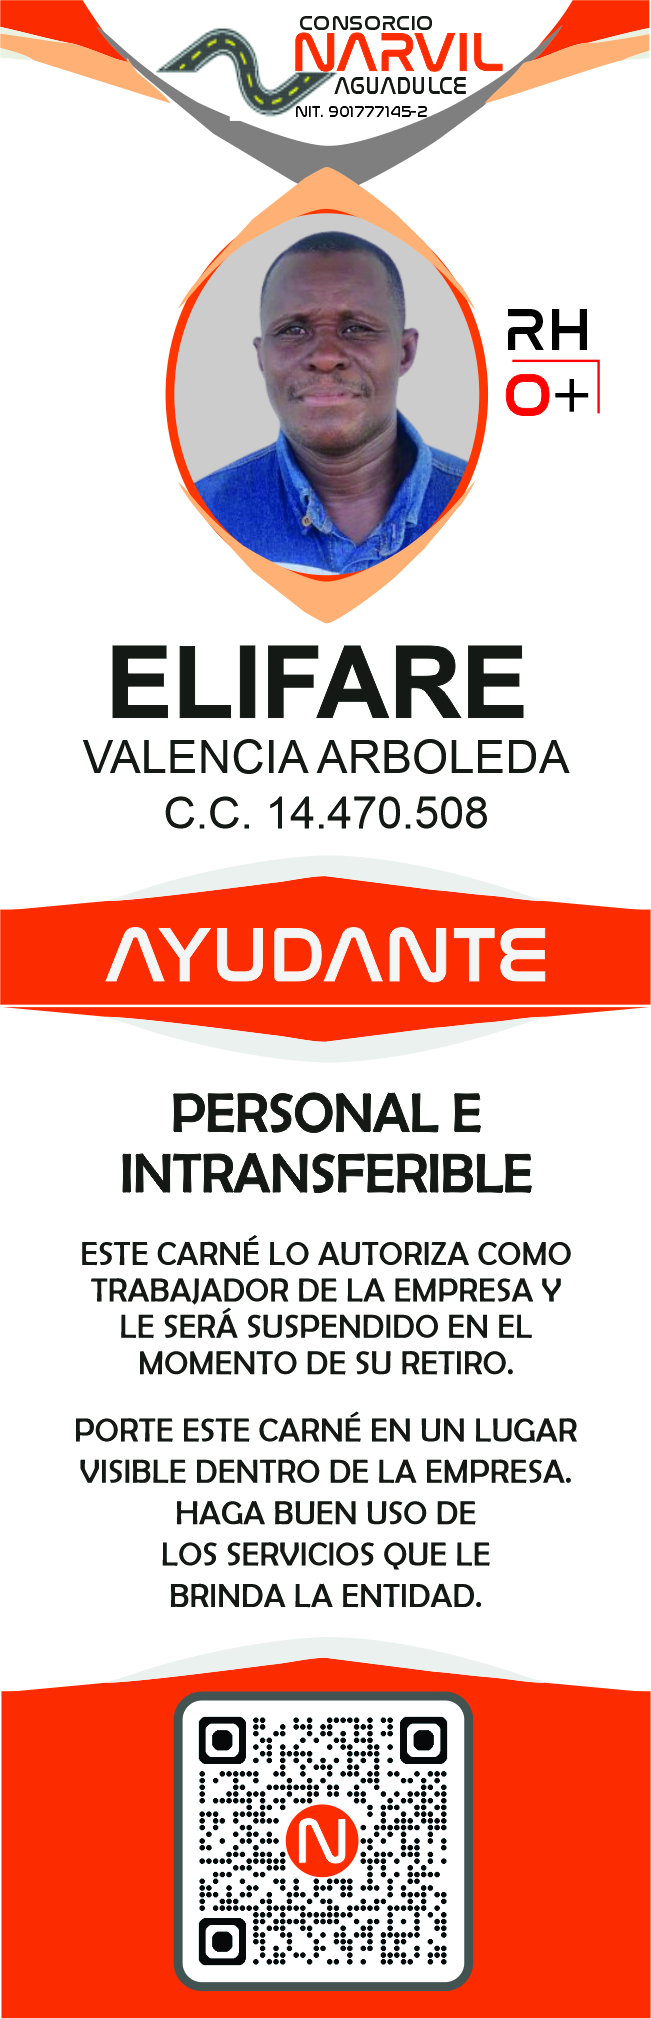 CONSORCIO
NARVIL
AGUADULCE
NIT. 901777145-2
RH
O+
ELIFARE
VALENCIA ARBOLEDA
C.C. 14.470.508
AYUDANTE
PERSONAL E
INTRANSFERIBLE
ESTE CARNÉ LO AUTORIZA COMO
TRABAJADOR DE LA EMPRESA Y
LE SERÁ SUSPENDIDO EN EL
MOMENTO DE SU RETIRO.
PORTE ESTE CARNÉ EN UN LUGAR
VISIBLE DENTRO DE LA EMPRESA.
HAGA BUEN USO DE
LOS SERVICIOS QUE LE
BRINDA LA ENTIDAD.
N